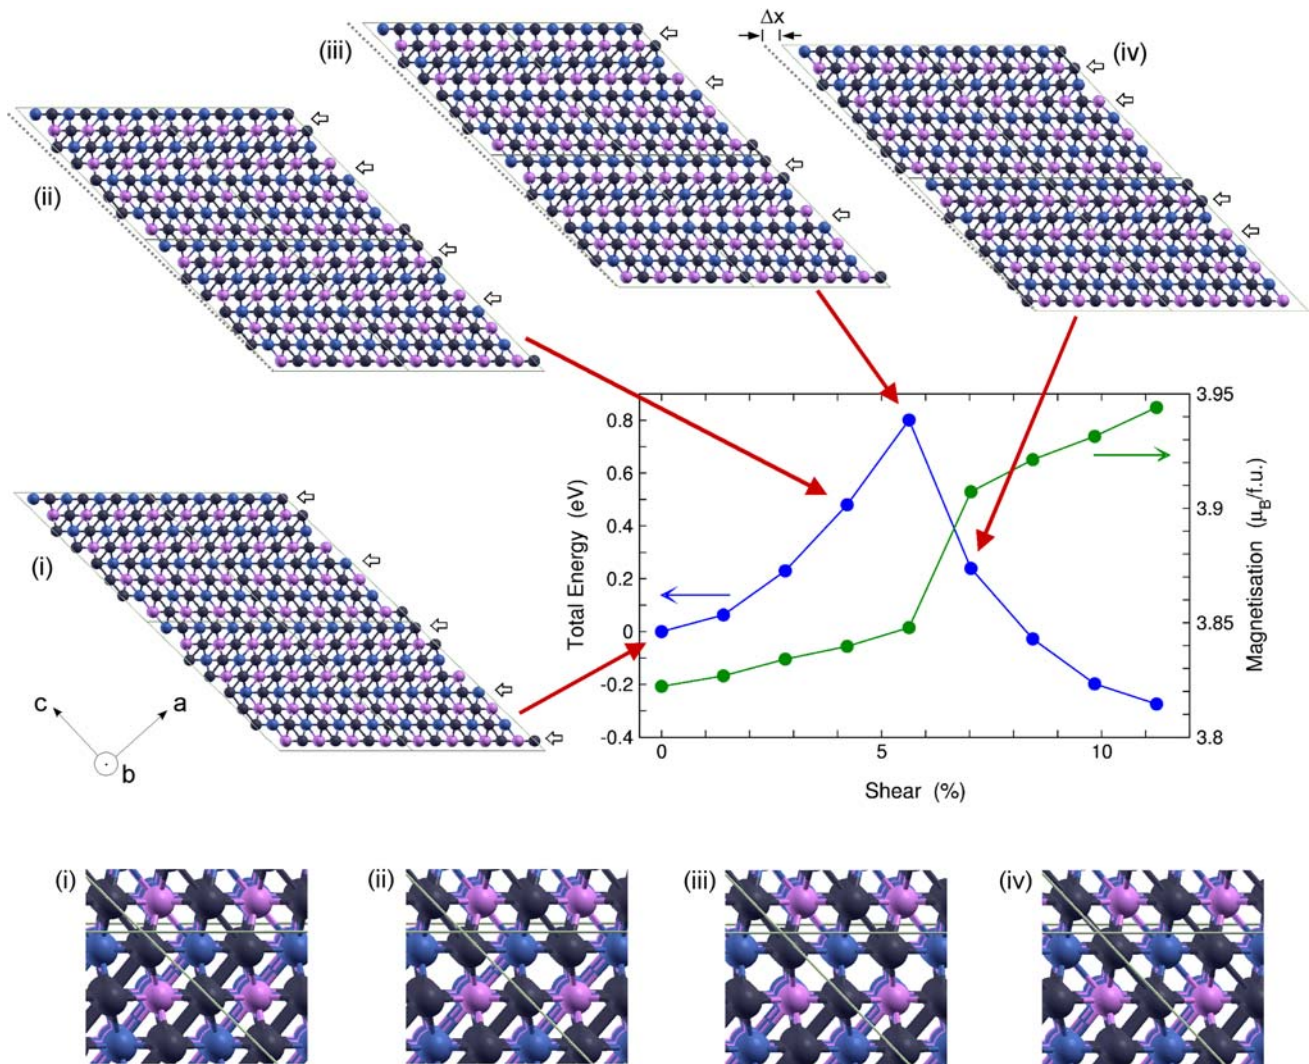 (iii)
Δx
(iv)
(ii)
(i)
c
a
b
0.8
0.6
0.4
0.2
0
-0.2
-0.4
Total Energy (eV)
3.95
3.9
3.85
3.8
Magnetisation (μB/f.u.)
0
5
10
Shear (%)
(i)
(ii)
(iii)
(iv)